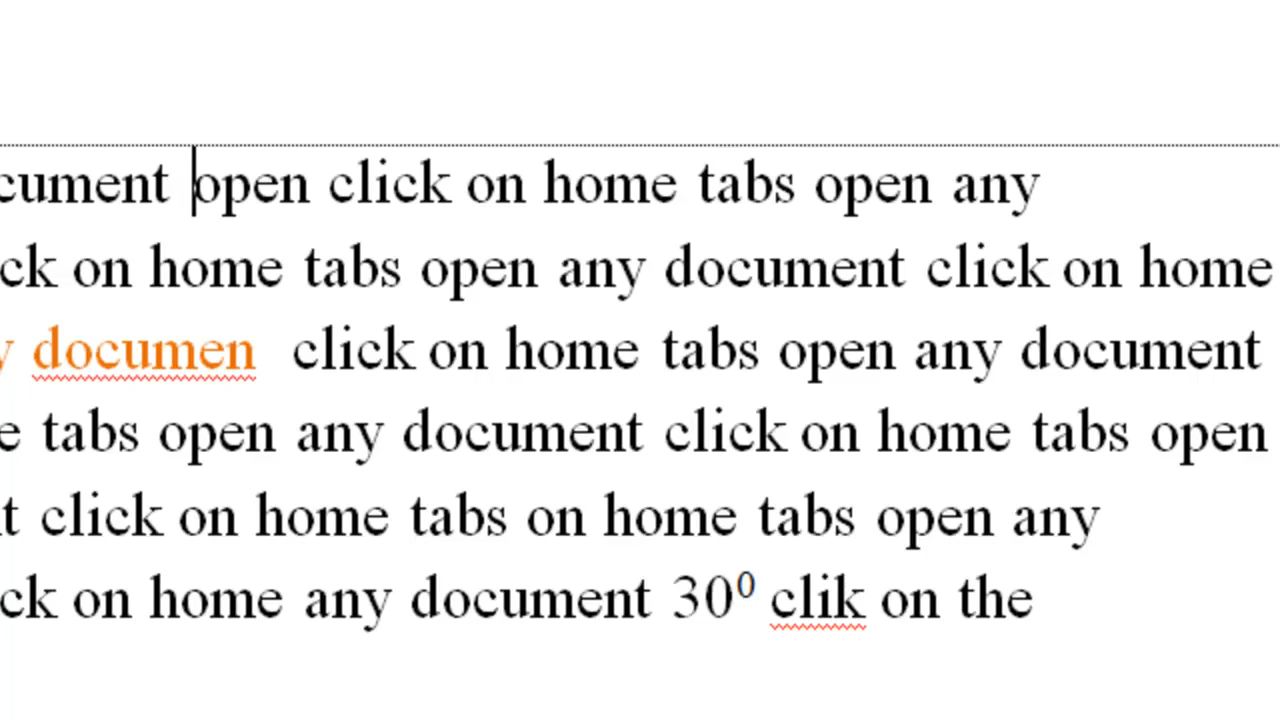 cument open click on home tabs open any
ck on home tabs open any document click on home
y documen click on home tabs open any document
e tabs open any document click on home tabs open
t click on home tabs on home tabs open any
ck on home any document 30⁰ clik on the